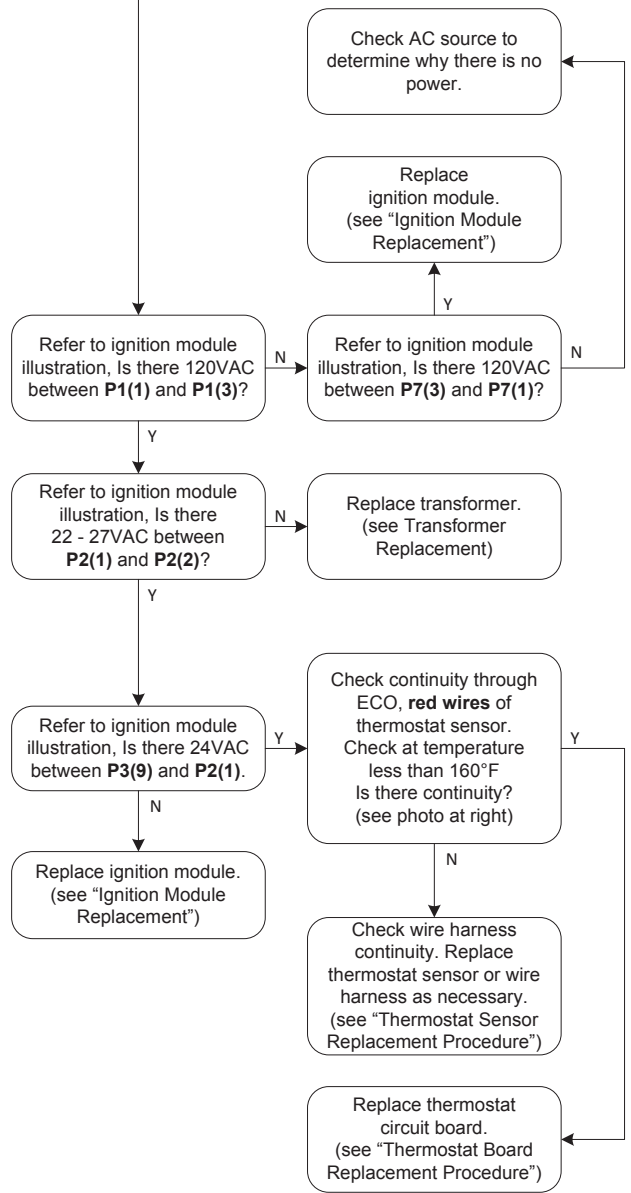 Check AC source to
determine why there is no
power.
Replace
ignition module.
(see “Ignition Module
Replacement”)
Y
Refer to ignition module
illustration, Is there 120VAC
between P1(1) and P1(3)?
N
Refer to ignition module
illustration, Is there 120VAC
between P7(3) and P7(1)?
N
Y
Refer to ignition module
illustration, Is there
22 - 27VAC between
P2(1) and P2(2)?
N
Replace transformer.
(see Transformer
Replacement)
Y
Refer to ignition module
illustration, Is there 24VAC
between P3(9) and P2(1).
Y
Check continuity through
ECO, red wires of
thermostat sensor.
Check at temperature
less than 160°F
Is there continuity?
(see photo at right)
Y
N
Replace ignition module.
(see “Ignition Module
Replacement”)
N
Check wire harness
continuity. Replace
thermostat sensor or wire
harness as necessary.
(see “Thermostat Sensor
Replacement Procedure”)
Replace thermostat
circuit board.
(see “Thermostat Board
Replacement Procedure”)